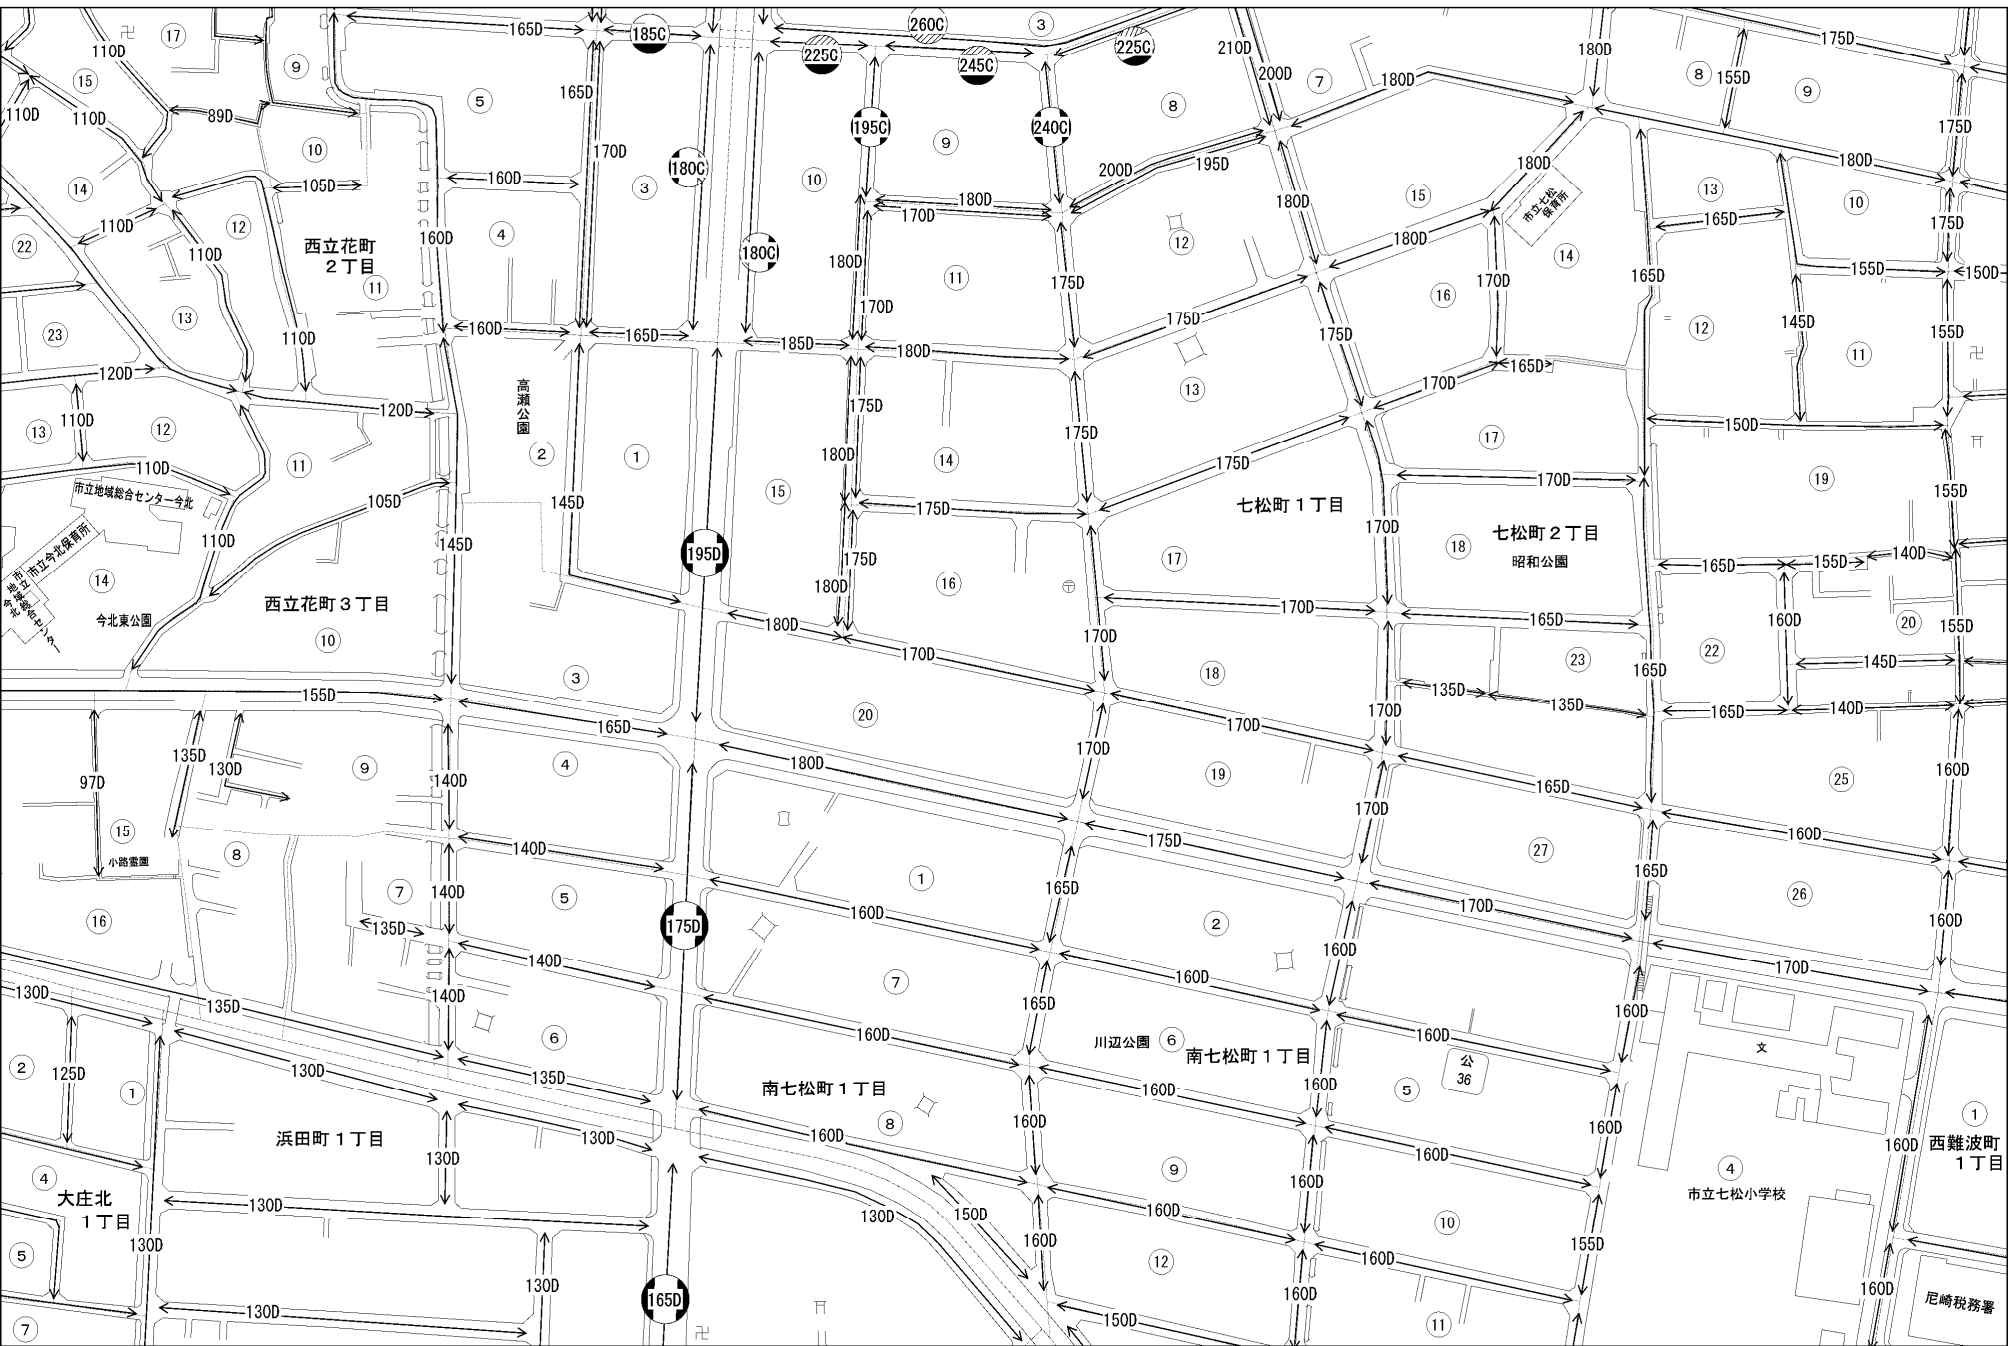 17
9
110D
15
110D
110D
89D
10
105D
14
110D
12
110D
22
13
23
120D
110D
西立花町
2丁目
11
165D
185C
5
165D
170D
160D
3
180C
4
160D
160D
165D
180C
260C
3
225C
245C
225C
195C
240C
9
10
8
180D
170D
200D
195D
12
180D
170D
11
175D
185D
180D
175D
13
210D
200D
7
180D
180D
180D
180D
15
180D
市立七松
保育所
14
170D
16
175D
170D
165D
175D
8
155D
9
175D
180D
13
165D
10
175D
165D
155D
150D
12
145D
155D
11
150D
120D
13
110D
12
11
110D
105D
市立地域総合センター今北
市立今北保育所
110D
14
今北東公園
西立花町3丁目
10
145D
155D
高瀬公園
2
1
145D
15
175D
180D
14
175D
195D
175D
180D
16
175D
175D
七松町1丁目
17
17
170D
170D
七松町2丁目
18
昭和公園
19
155D
165D
155D
140D
160D
20
155D
22
145D
180D
170D
170D
170D
165D
18
23
165D
135D
135D
170D
165D
140D
3
165D
20
170D
170D
180D
19
165D
25
160D
97D
135D
130D
9
140D
4
15
小路霊園
8
140D
7
140D
5
135D
16
140D
140D
6
130D
135D
175D
160D
1
165D
175D
170D
27
165D
160D
26
160D
2
160D
170D
170D
7
160D
165D
160D
160D
160D
川辺公園
6
南七松町1丁目
公
36
5
文
2
125D
1
130D
135D
浜田町1丁目
130D
130D
南七松町1丁目
8
160D
160D
160D
160D
9
160D
160D
160D
4
市立七松小学校
160D
1
西難波町
1丁目
4
大庄北
1丁目
130D
130D
5
130D
130D
165D
130D
150D
160D
160D
12
160D
10
155D
160D
11
150D
160D
尼崎税務署
7